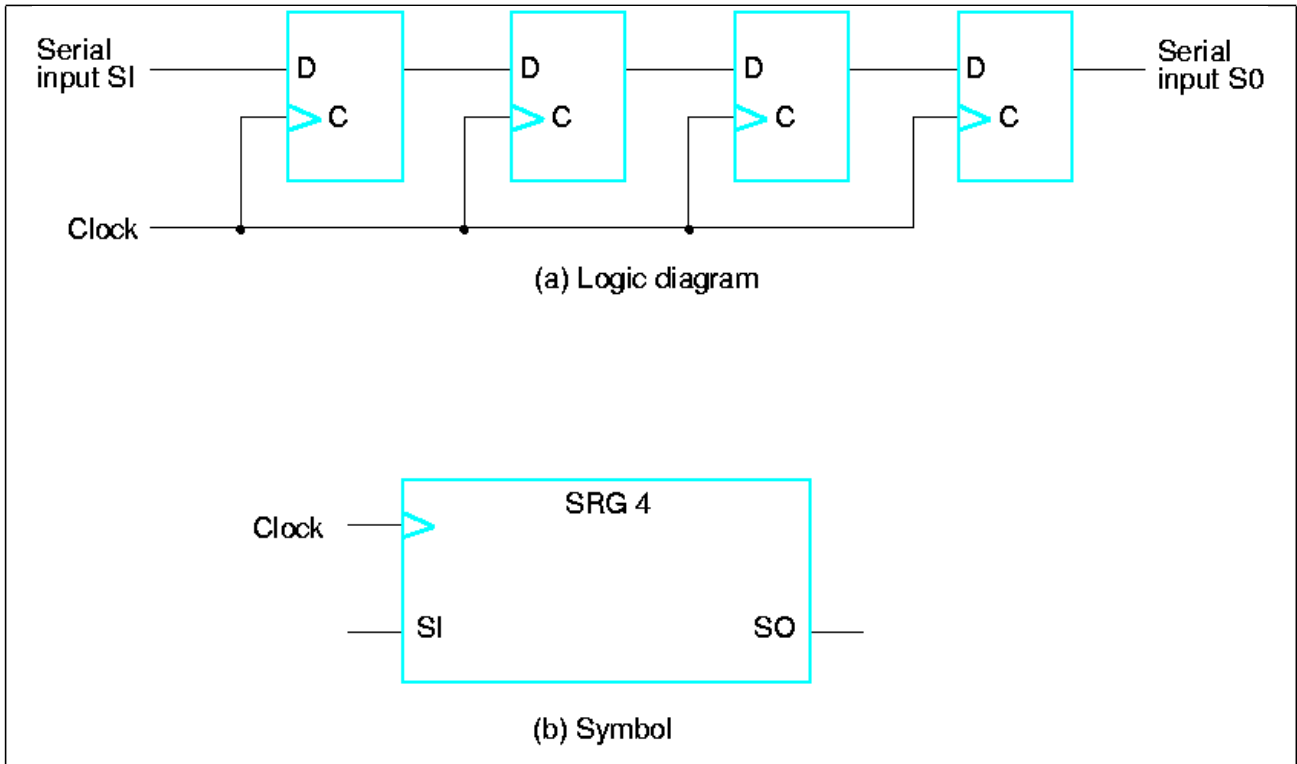 Serial
input SI
D
C
D
C
D
C
D
C
Serial
input S0
Clock
(a) Logic diagram
SRG 4
Clock
SI
SO
(b) Symbol